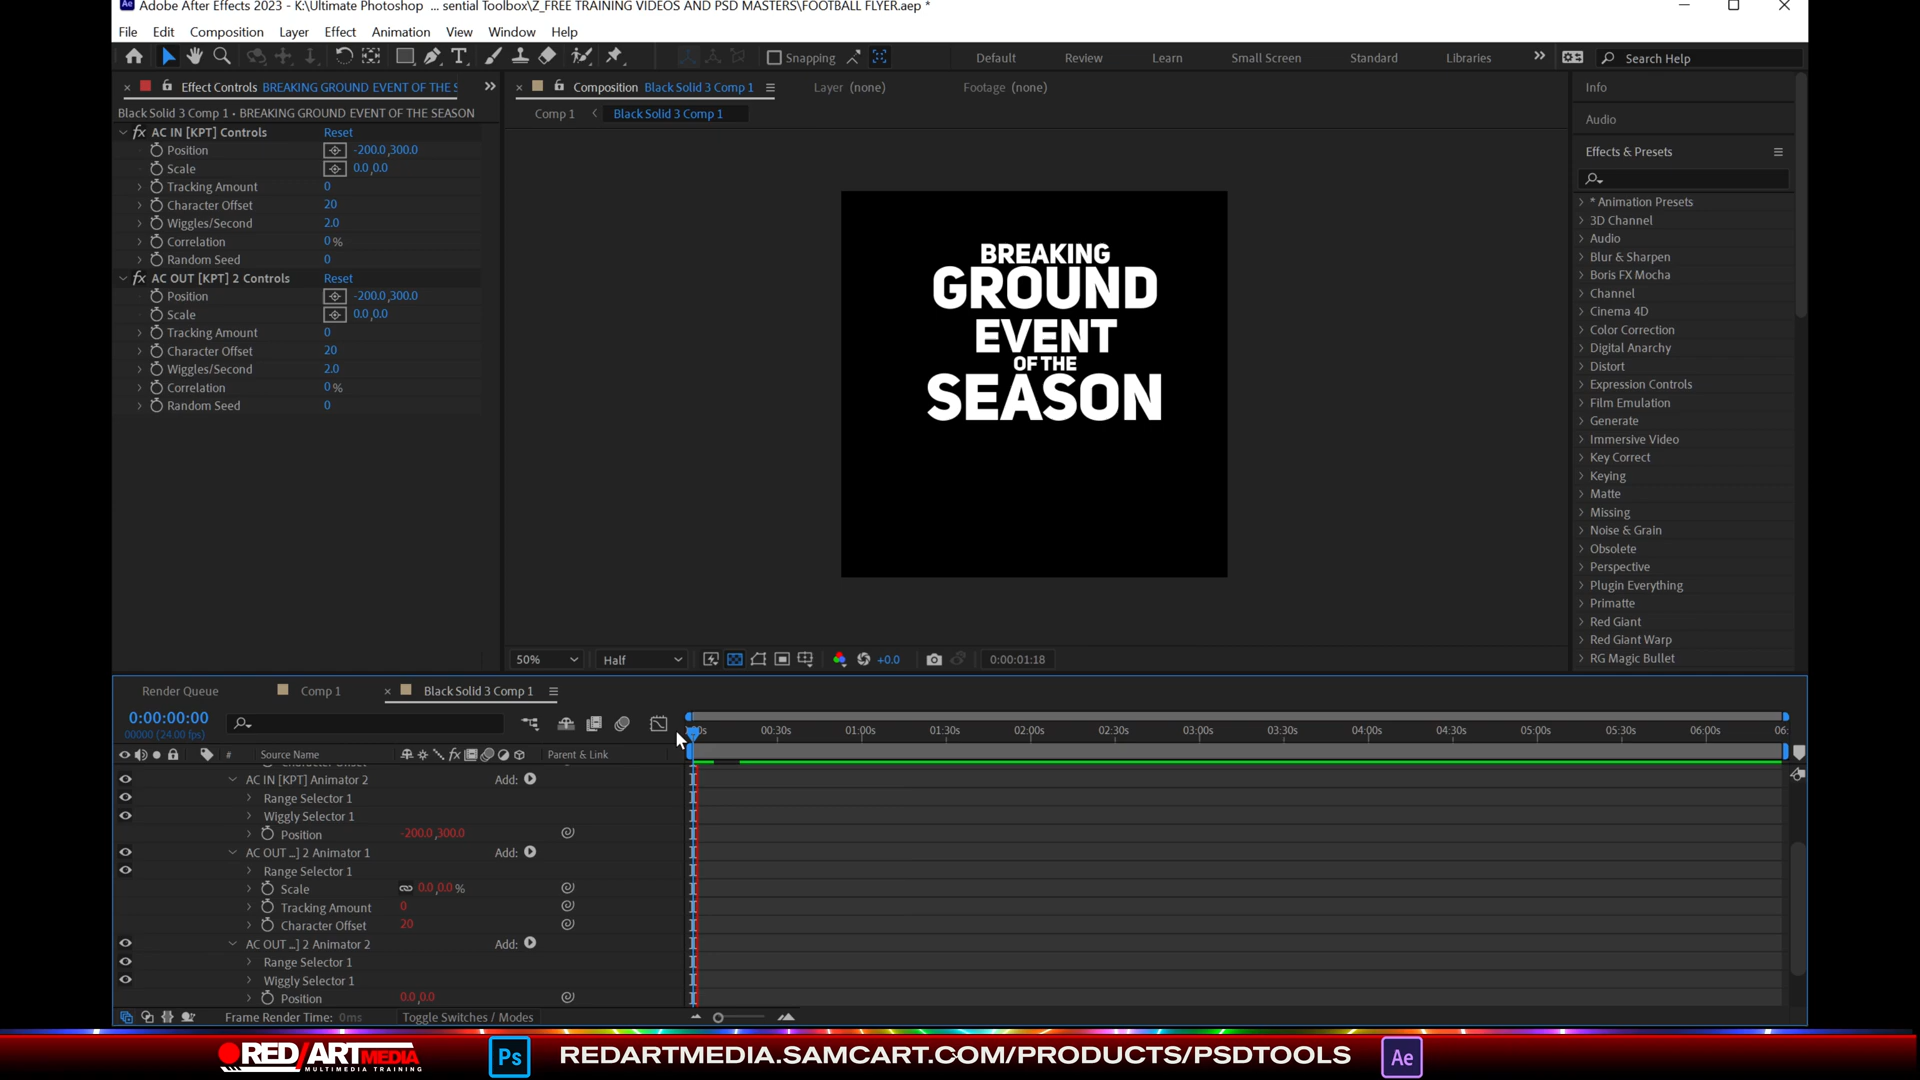 Adobe After Effects 2023 - K:\Ultimate Photoshop ... sential Toolbox\Z_FREE TRAINING VIDEOS AND PSD MASTERS\FOOTBALL FLYER.aep *
File Edit Composition Layer Effect Animation View Window Help
Snapping Default Review Learn Small Screen Standard Libraries Search Help
Effect Controls BREAKING GROUND EVENT OF THE S
Black Solid 3 Comp 1 • BREAKING GROUND EVENT OF THE SEASON
fx AC IN [KPT] Controls Reset
Position -200.0,300.0
Scale 0.0,0.0
Tracking Amount 0
Character Offset 20
Wiggles/Second 2.0
Correlation 0%
Random Seed 0
fx AC OUT [KPT] 2 Controls Reset
Position -200.0,300.0
Scale 0.0,0.0
Tracking Amount 0
Character Offset 20
Wiggles/Second 2.0
Correlation 0%
Random Seed 0
Composition Black Solid 3 Comp 1 Layer (none) Footage (none)
Comp 1 Black Solid 3 Comp 1
BREAKING
GROUND
EVENT
OF THE
SEASON
50% Half +0.0 0:00:01:18
Info
Audio
Effects & Presets
* Animation Presets
3D Channel
Audio
Blur & Sharpen
Boris FX Mocha
Channel
Cinema 4D
Color Correction
Digital Anarchy
Distort
Expression Controls
Film Emulation
Generate
Immersive Video
Key Correct
Keying
Matte
Missing
Noise & Grain
Obsolete
Perspective
Plugin Everything
Primatte
Red Giant
Red Giant Warp
RG Magic Bullet
Render Queue Comp 1 Black Solid 3 Comp 1
0:00:00:00
00000 (24.00 fps)
00:30s 01:00s 01:30s 02:00s 02:30s 03:00s 03:30s 04:00s 04:30s 05:00s 05:30s 06:00s 06:
# Source Name fx Parent & Link
AC IN [KPT] Animator 2 Add:
Range Selector 1
Wiggly Selector 1
Position -200.0,300.0
AC OUT ...] 2 Animator 1 Add:
Range Selector 1
Scale 0.0,0.0 %
Tracking Amount 0
Character Offset 20
AC OUT ...] 2 Animator 2 Add:
Range Selector 1
Wiggly Selector 1
Position 0.0,0.0
Frame Render Time: 0ms Toggle Switches / Modes
RED/ARTMEDIA
MULTIMEDIA TRAINING
Ps
REDARTMEDIA.SAMCART.COM/PRODUCTS/PSDTOOLS
Ae